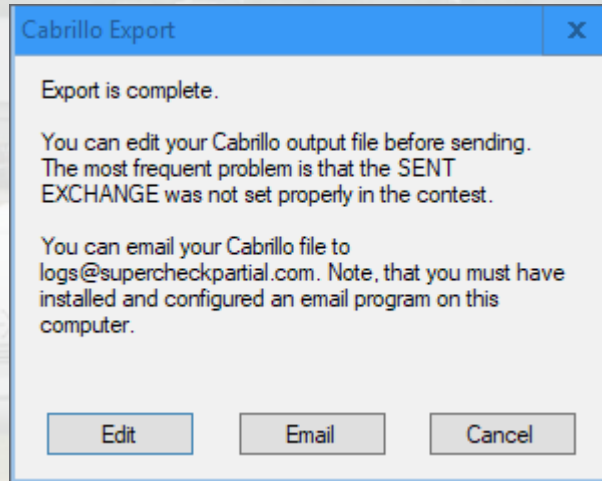 Cabrillo Export
x
Export is complete.
You can edit your Cabrillo output file before sending.
The most frequent problem is that the SENT
EXCHANGE was not set properly in the contest.
You can email your Cabrillo file to
logs@supercheckpartial.com. Note, that you must have
installed and configured an email program on this
computer.
Edit
Email
Cancel